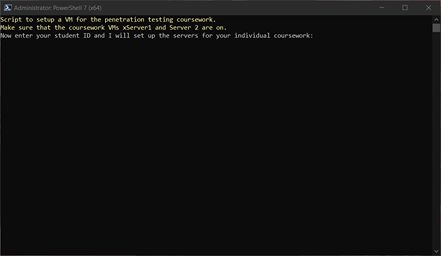 Administrator: PowerShell 7 (x64)
Script to setup a VM for the penetration testing coursework.
Make sure that the coursework VMs xServer1 and Server 2 are on.
Now enter your student ID and I will set up the servers for your individual coursework: